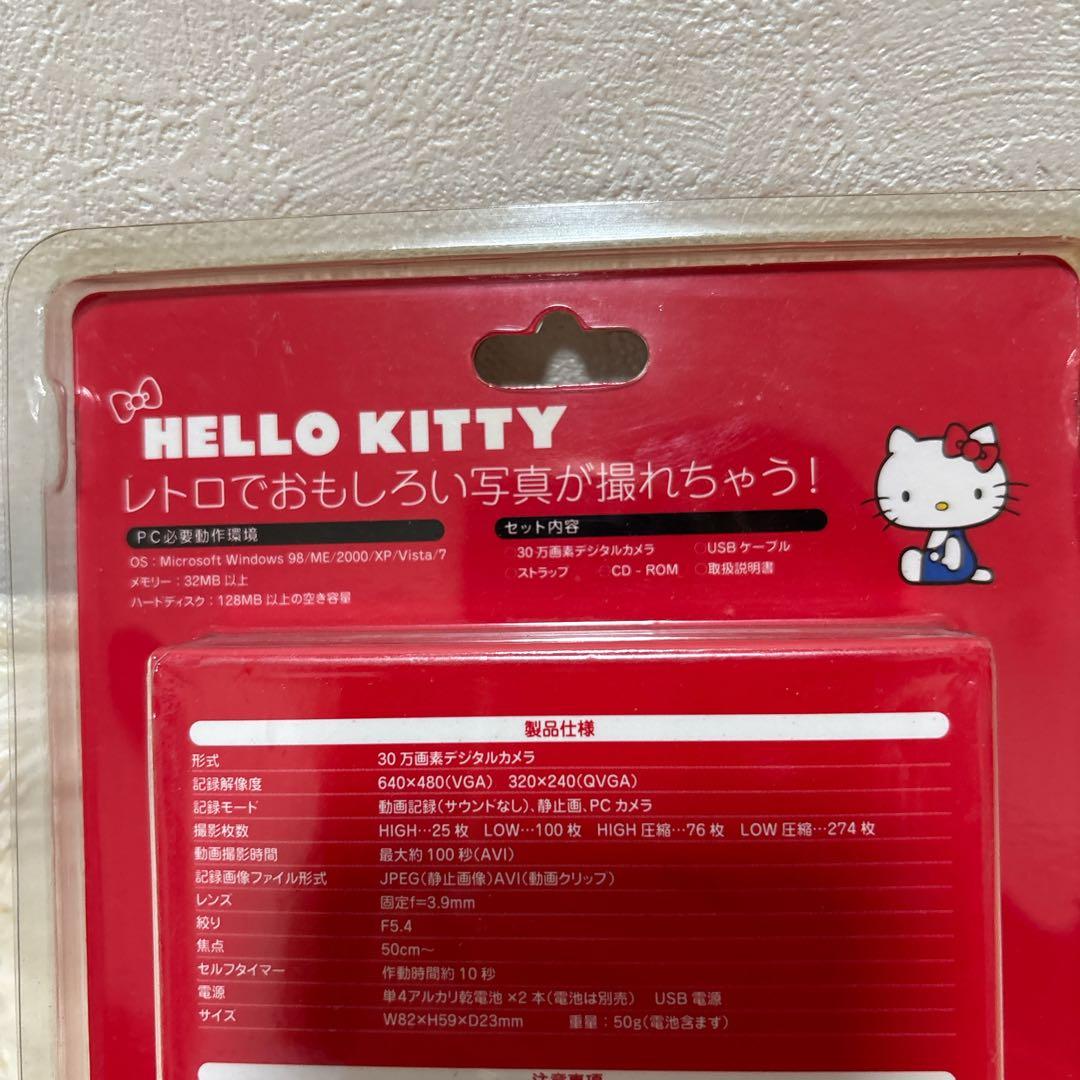 HELLO KITTY
レトロでおもしろい写真が撮れちゃう!
PC必要動作環境
OS：Microsoft Windows 98/ME/2000/XP/Vista/7
メモリー：32MB 以上
ハードディスク：128MB 以上の空き容量
セット内容
○30万画素デジタルカメラ ○USBケーブル
○ストラップ ○CD-ROM ○取扱説明書
製品仕様
形式 30万画素デジタルカメラ
記録解像度 640×480(VGA) 320×240(QVGA)
記録モード 動画記録(サウンドなし)、静止画、PCカメラ
撮影枚数 HIGH…25枚 LOW…100枚 HIGH圧縮…76枚 LOW圧縮…274枚
動画撮影時間 最大約100秒(AVI)
記録画像ファイル形式 JPEG(静止画像)AVI(動画クリップ)
レンズ 固定f=3.9mm
絞り F5.4
焦点 50cm～
セルフタイマー 作動時間約10秒
電源 単4アルカリ乾電池×2本(電池は別売) USB電源
サイズ W82×H59×D23mm 重量：50g(電池含ます)
注意事項